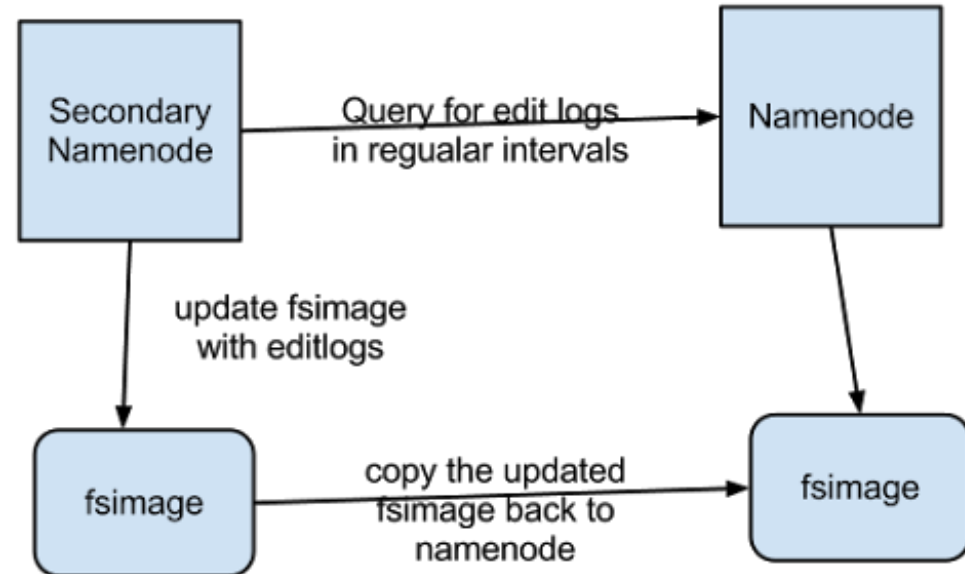 Secondary
Namenode
Query for edit logs
in regualar intervals
Namenode
update fsimage
with editlogs
fsimage
copy the updated
fsimage back to
namenode
fsimage